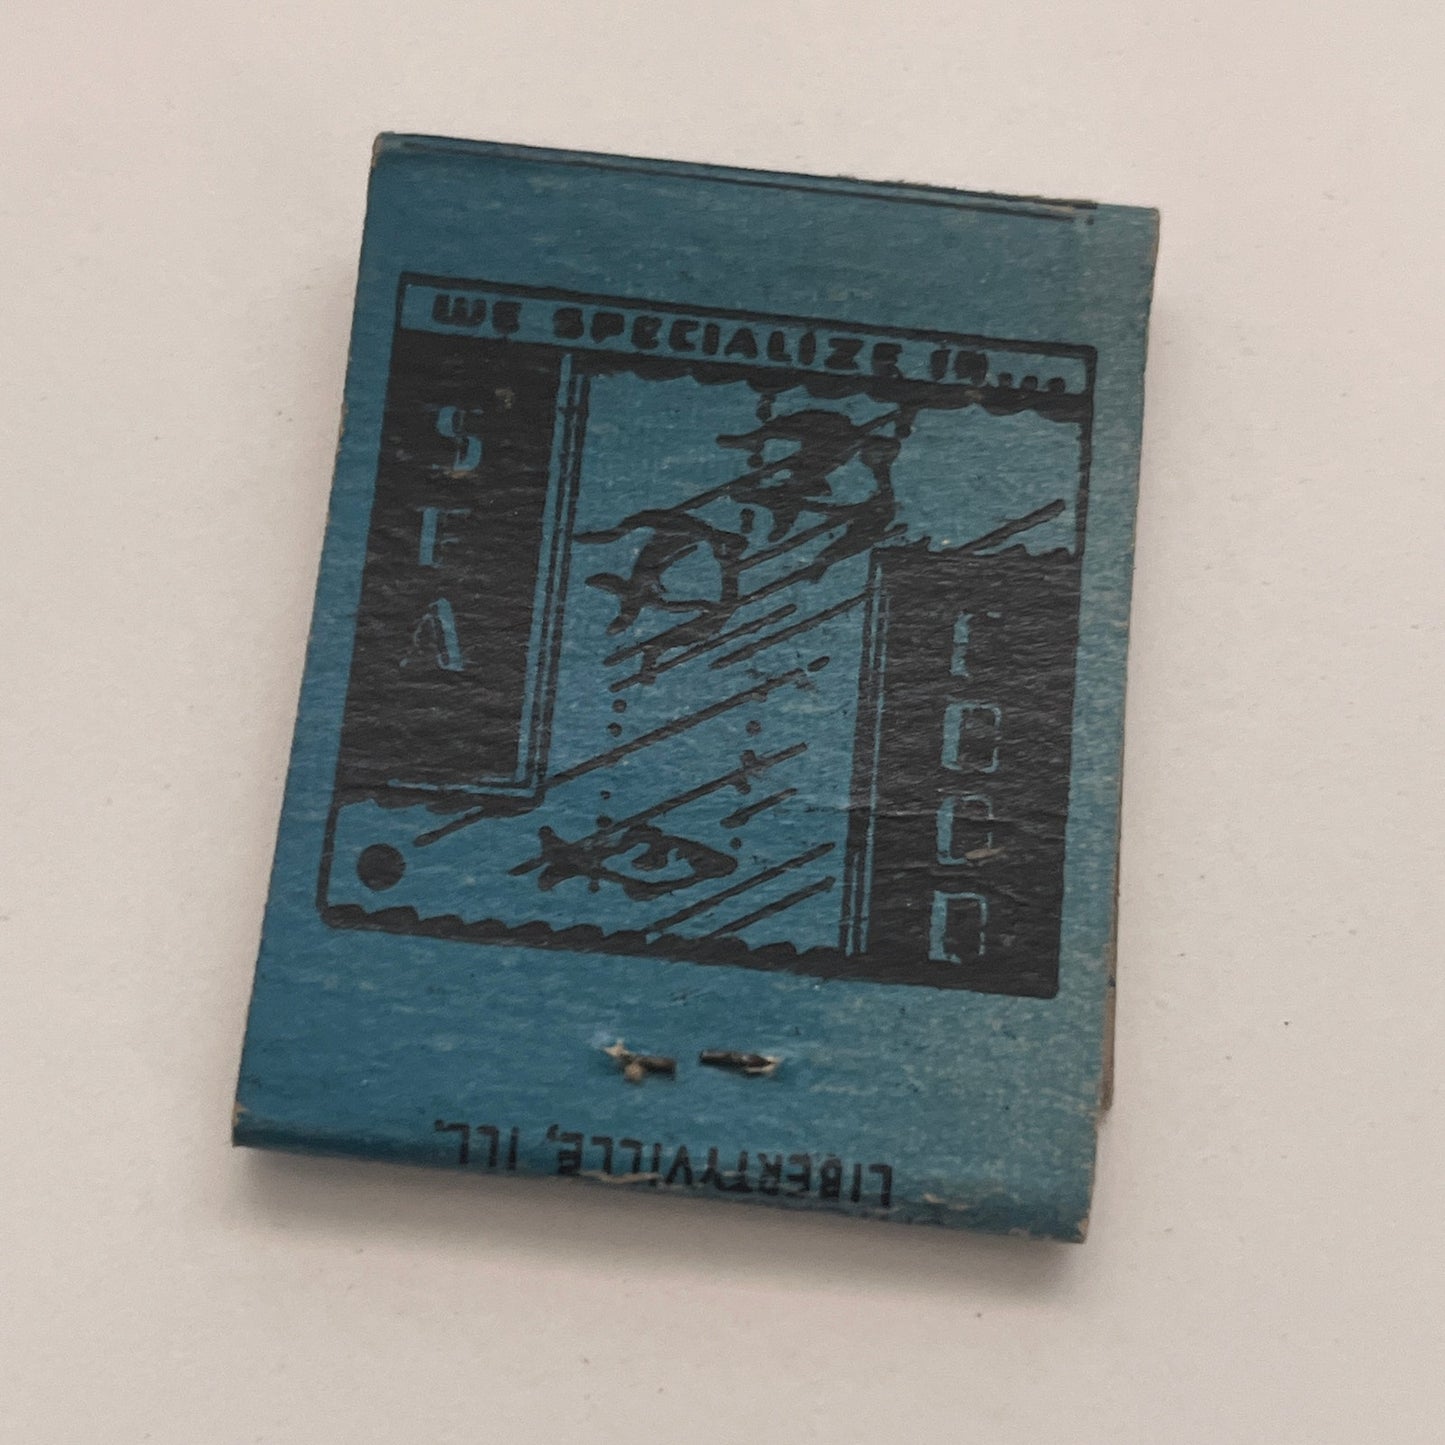 WE SPECIALIZE IN...
SEA
FOOD
LIBERTYVILLE, ILL.